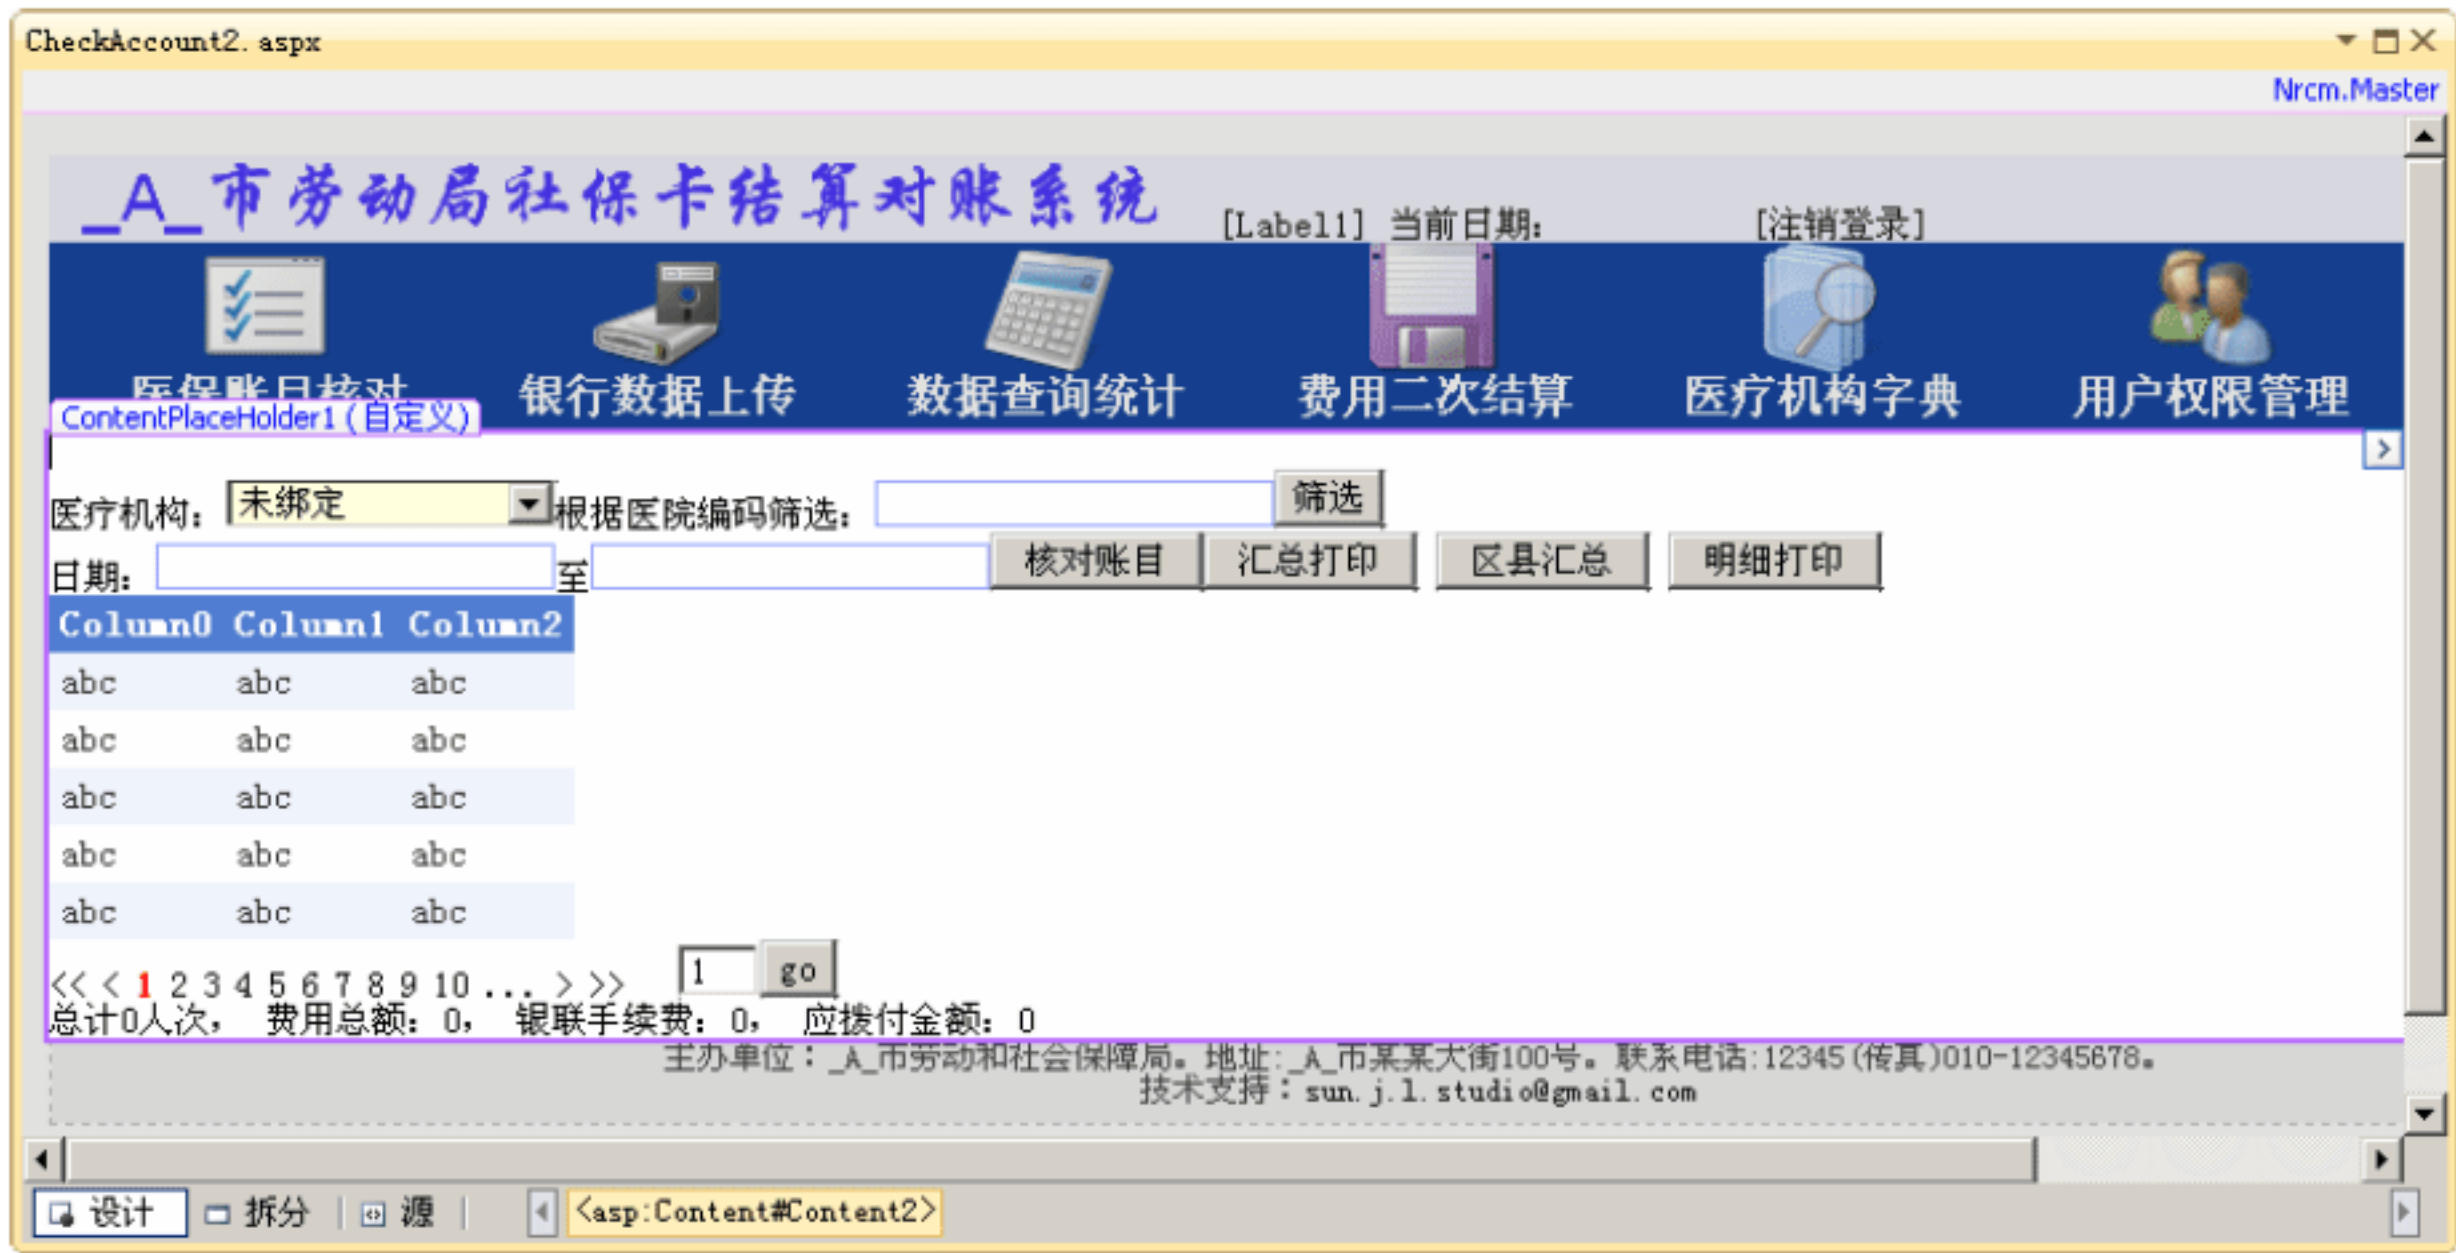 CheckAccount2.aspx
Nrcm.Master
_A_市劳动局社保卡结算对账系统
[Label1] 当前日期: [注销登录]
医保账目核对 银行数据上传 数据查询统计 费用二次结算 医疗机构字典 用户权限管理
ContentPlaceHolder1 (自定义)
医疗机构: 未绑定 根据医院编码筛选: 筛选
日期: 至 核对账目 汇总打印 区县汇总 明细打印
Column0 Column1 Column2
abc abc abc
abc abc abc
abc abc abc
abc abc abc
abc abc abc
<< < 1 2 3 4 5 6 7 8 9 10 ... > >> 1 go
总计0人次, 费用总额: 0, 银联手续费: 0, 应拨付金额: 0
主办单位：_A_市劳动和社会保障局。地址:_A_市某某大街100号。联系电话:12345(传真)010-12345678。
技术支持：sun.j.l.studio@gmail.com
设计 拆分 源 <asp:Content#Content2>